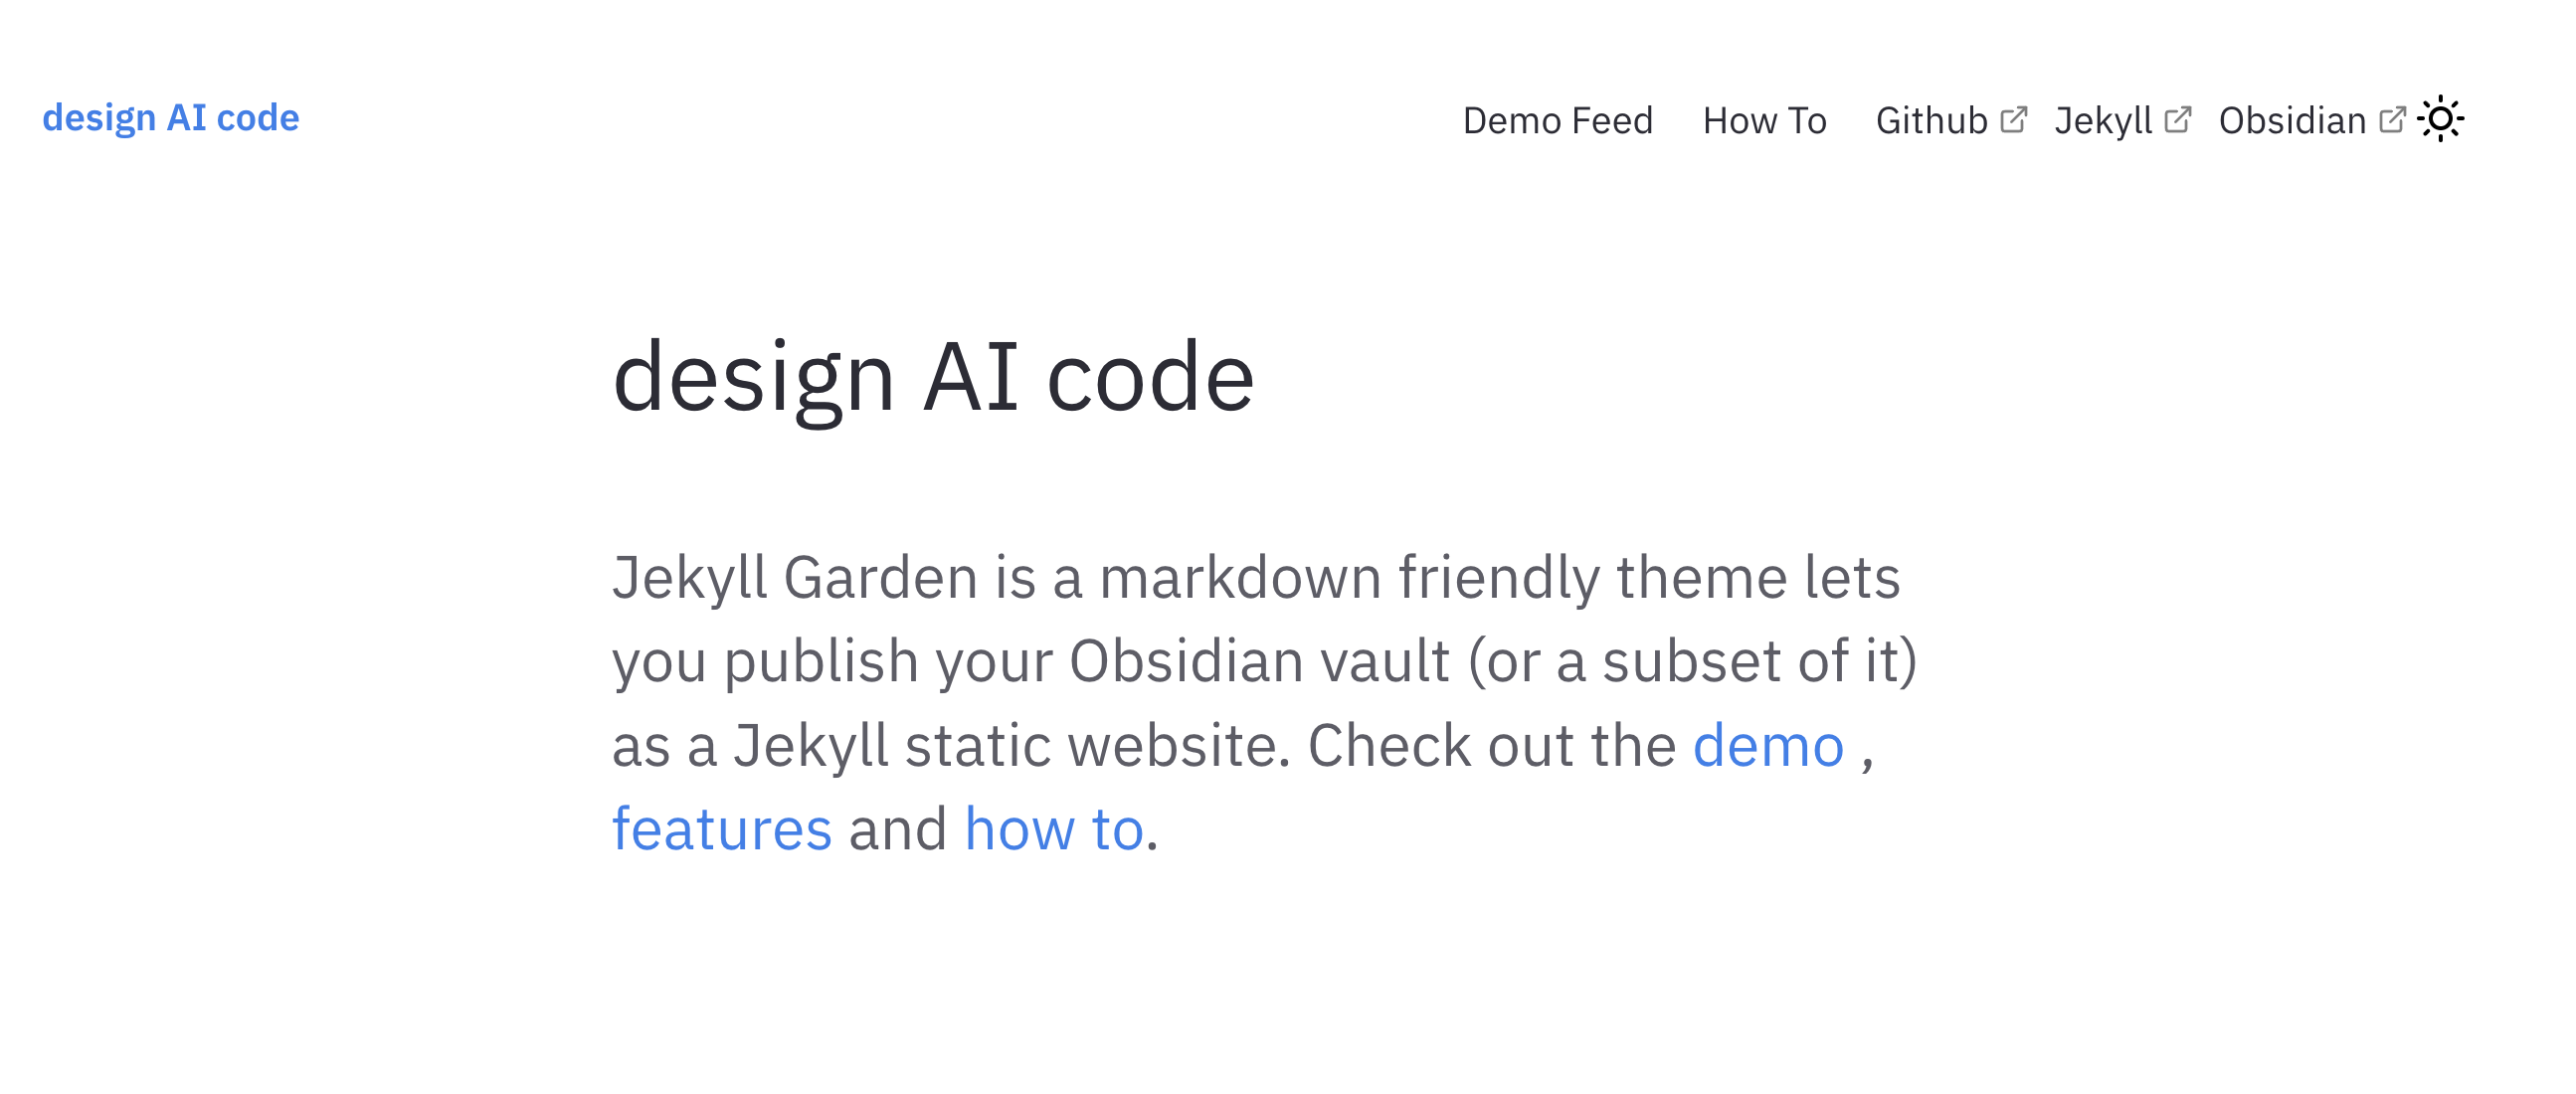 design AI code
Demo Feed How To Github Jekyll Obsidian
design AI code
Jekyll Garden is a markdown friendly theme lets
you publish your Obsidian vault (or a subset of it)
as a Jekyll static website. Check out the demo ,
features and how to.